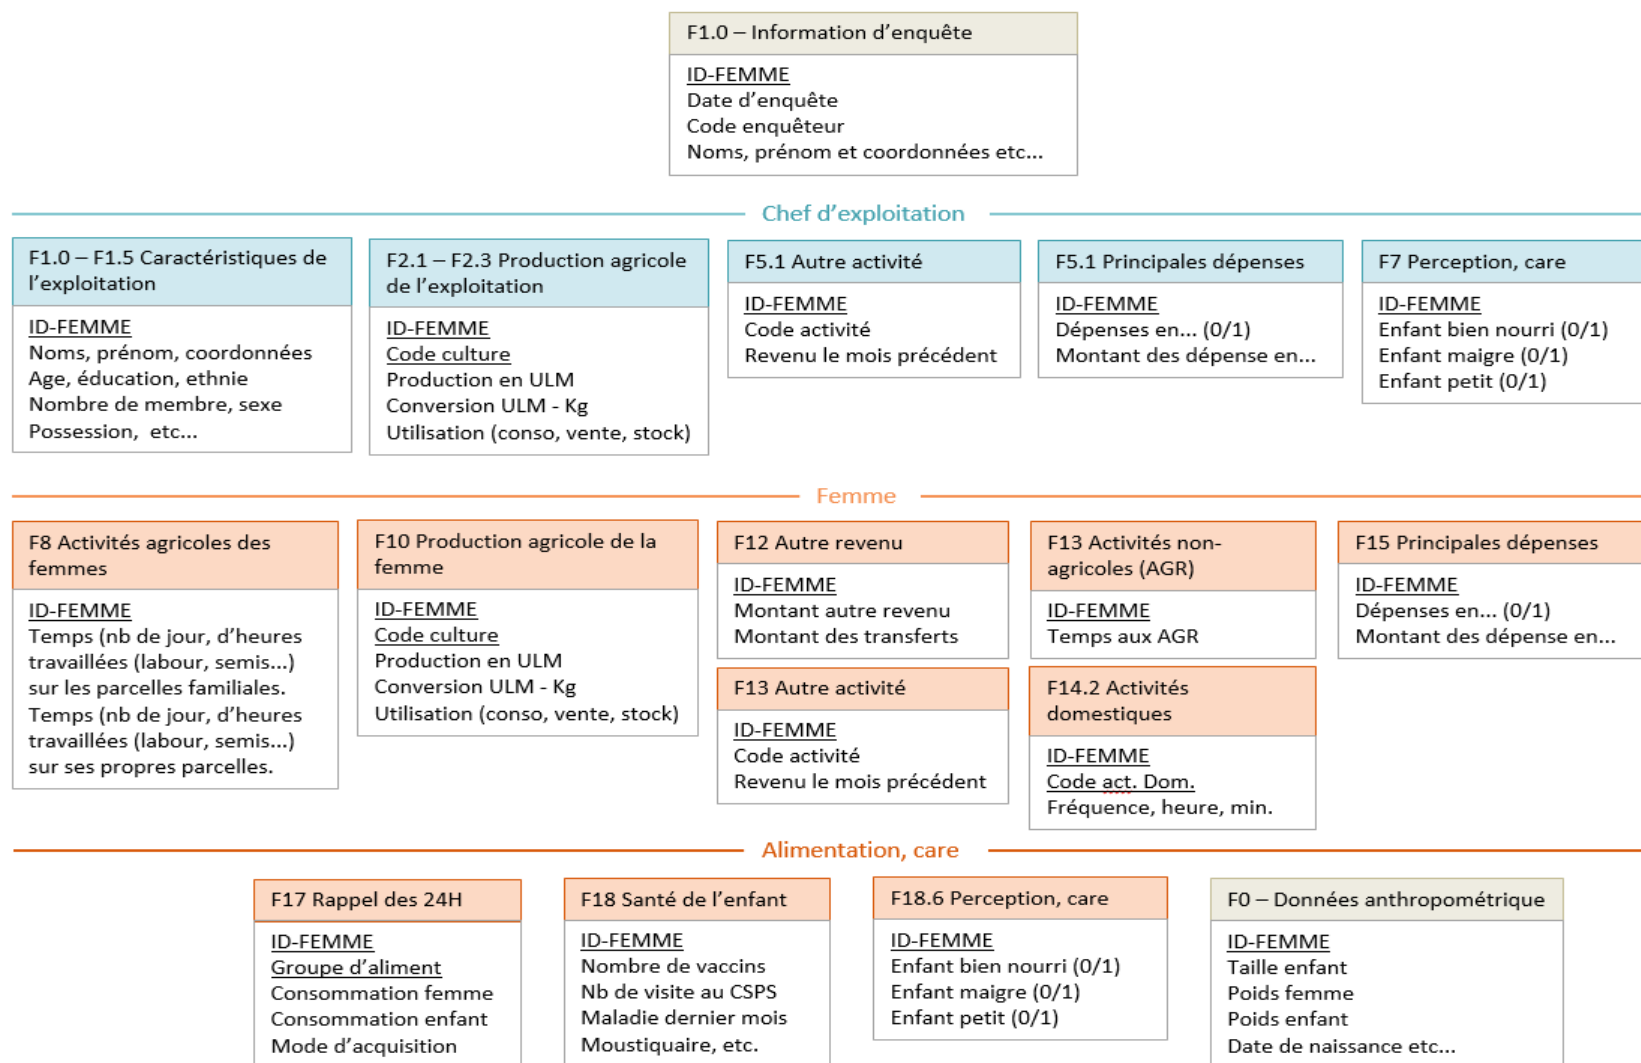 F1.0 – Information d’enquête
ID-FEMME
Date d’enquête
Code enquêteur
Noms, prénom et coordonnées etc...
Chef d’exploitation
F1.0 – F1.5 Caractéristiques de
l’exploitation
ID-FEMME
Noms, prénom, coordonnées
Age, éducation, ethnie
Nombre de membre, sexe
Possession, etc...
F2.1 – F2.3 Production agricole
de l’exploitation
ID-FEMME
Code culture
Production en ULM
Conversion ULM - Kg
Utilisation (conso, vente, stock)
F5.1 Autre activité
ID-FEMME
Code activité
Revenu le mois précédent
F5.1 Principales dépenses
ID-FEMME
Dépenses en... (0/1)
Montant des dépense en...
F7 Perception, care
ID-FEMME
Enfant bien nourri (0/1)
Enfant maigre (0/1)
Enfant petit (0/1)
Femme
F8 Activités agricoles des
femmes
ID-FEMME
Temps (nb de jour, d’heures
travaillées (labour, semis...)
sur les parcelles familiales.
Temps (nb de jour, d’heures
travaillées (labour, semis...)
sur ses propres parcelles.
F10 Production agricole de la
femme
ID-FEMME
Code culture
Production en ULM
Conversion ULM - Kg
Utilisation (conso, vente, stock)
F12 Autre revenu
ID-FEMME
Montant autre revenu
Montant des transferts
F13 Autre activité
ID-FEMME
Code activité
Revenu le mois précédent
F13 Activités non-
agricoles (AGR)
ID-FEMME
Temps aux AGR
F14.2 Activités
domestiques
ID-FEMME
Code act. Dom.
Fréquence, heure, min.
F15 Principales dépenses
ID-FEMME
Dépenses en... (0/1)
Montant des dépense en...
Alimentation, care
F17 Rappel des 24H
ID-FEMME
Groupe d’aliment
Consommation femme
Consommation enfant
Mode d’acquisition
F18 Santé de l’enfant
ID-FEMME
Nombre de vaccins
Nb de visite au CSPS
Maladie dernier mois
Moustiquaire, etc.
F18.6 Perception, care
ID-FEMME
Enfant bien nourri (0/1)
Enfant maigre (0/1)
Enfant petit (0/1)
F0 – Données anthropométrique
ID-FEMME
Taille enfant
Poids femme
Poids enfant
Date de naissance etc...